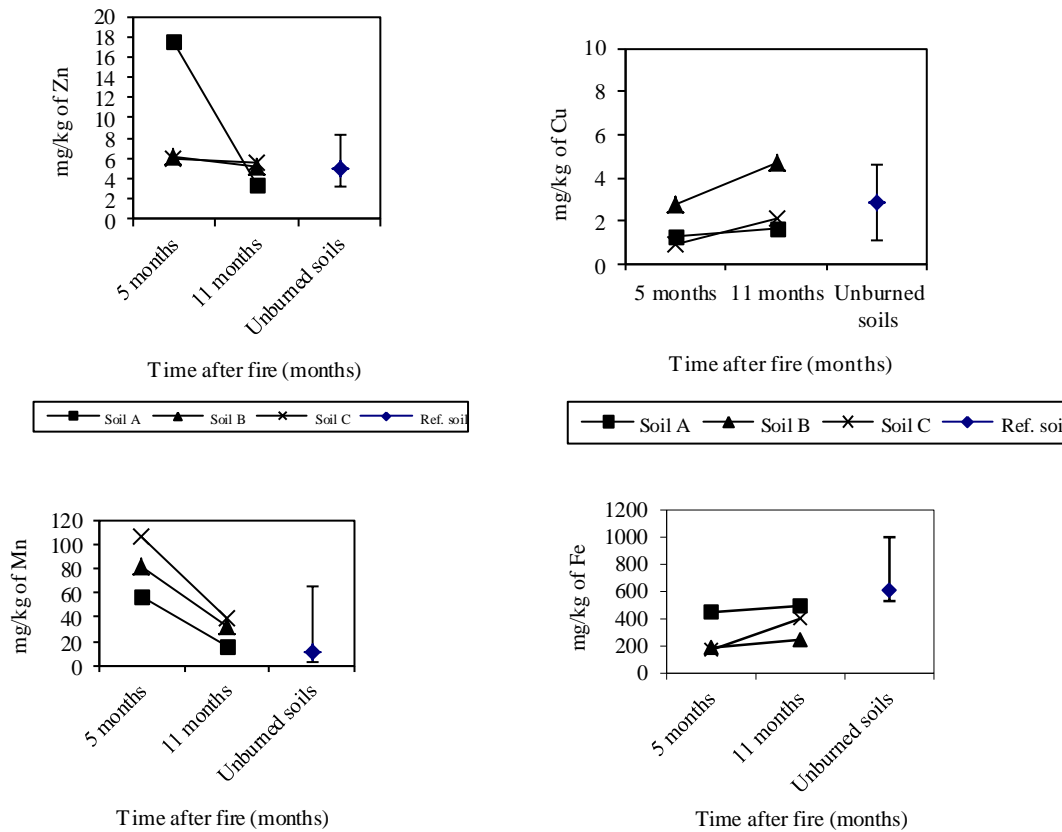 mg/kg of Zn
20
18
16
14
12
10
8
6
4
2
0
5 months
11 months
Unburned soils
Time after fire (months)
Soil A Soil B Soil C Ref. soil
mg/kg of Cu
10
8
6
4
2
0
5 months 11 months Unburned
soils
Time after fire (months)
Soil A Soil B Soil C Ref. soi
mg/kg of Mn
120
100
80
60
40
20
0
5 months
11 months
Unburned soils
Time after fire (months)
mg/kg of Fe
1200
1000
800
600
400
200
0
5 months
11 months
Unburned soils
Time after fire (months)